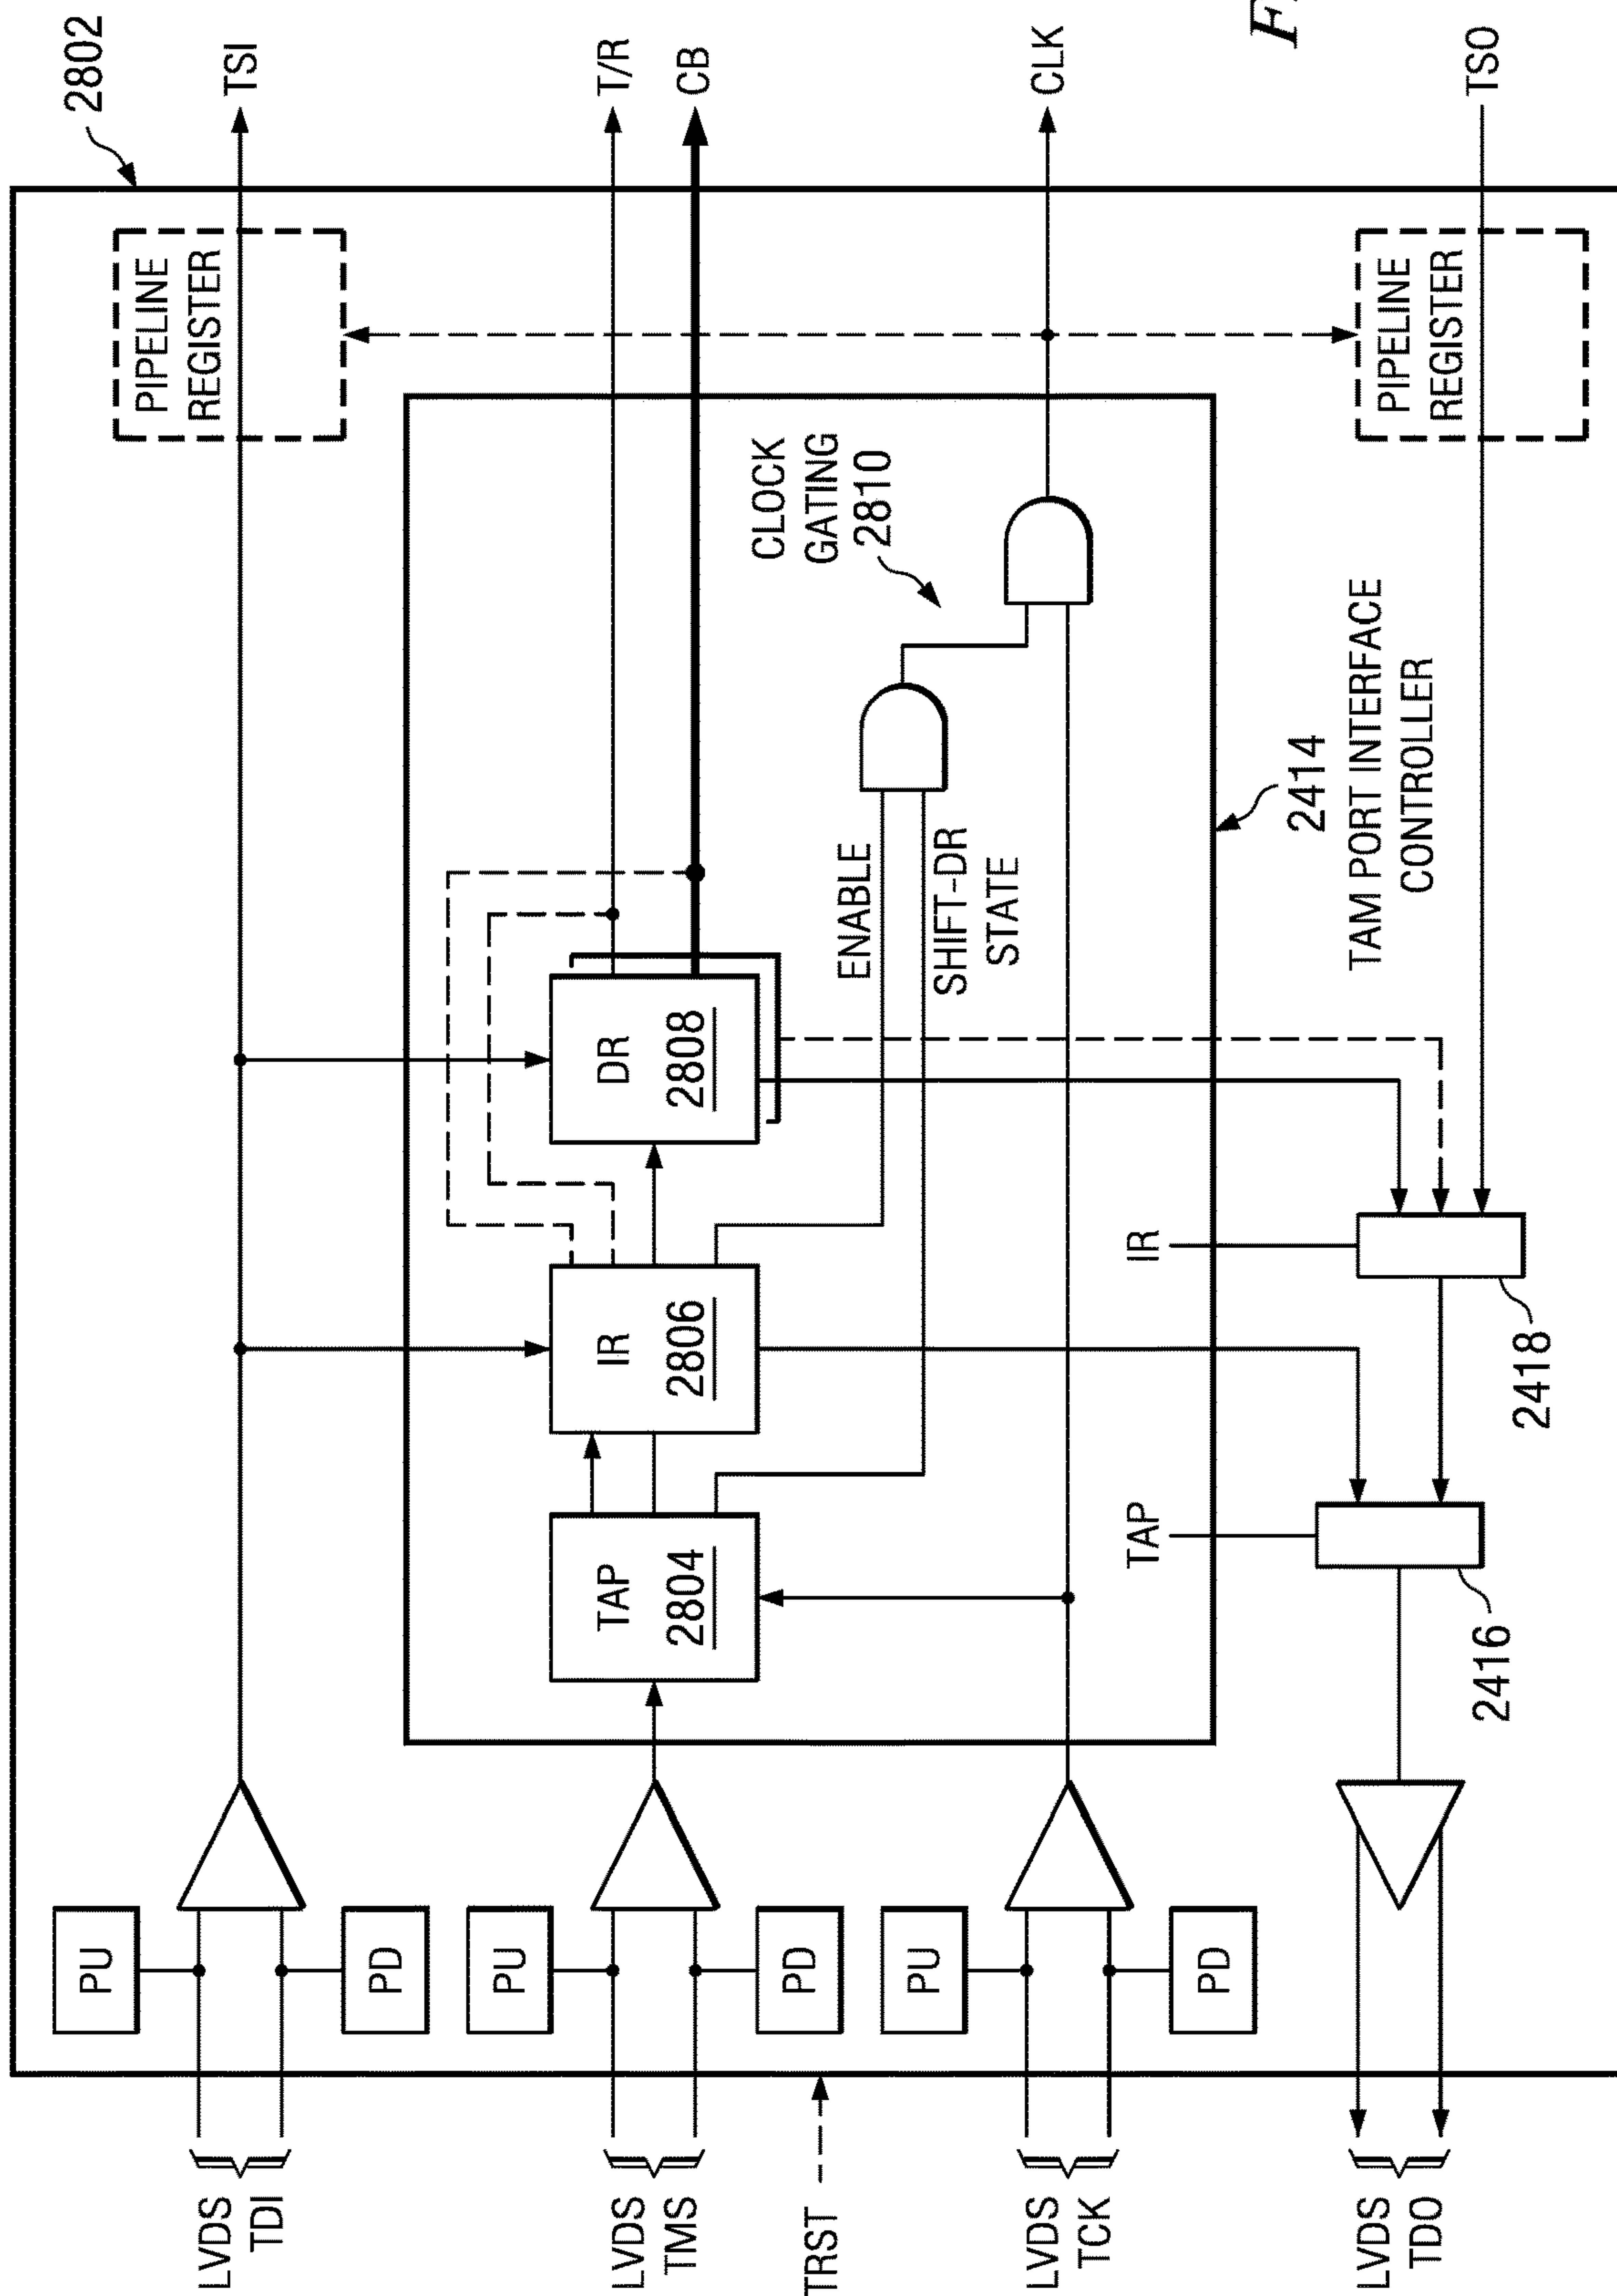 2802
TSI
T/R
CB
CLK
TSO
PIPELINE
REGISTER
PIPELINE
REGISTER
CLOCK
GATING
2810
ENABLE
SHIFT-DR
STATE
2414
TAM PORT INTERFACE
CONTROLLER
DR
2808
IR
2806
TAP
2804
IR
2418
TAP
2416
PU
PD
PU
PD
PU
PD
LVDS
TDI
LVDS
TMS
TRST
LVDS
TCK
LVDS
TDO